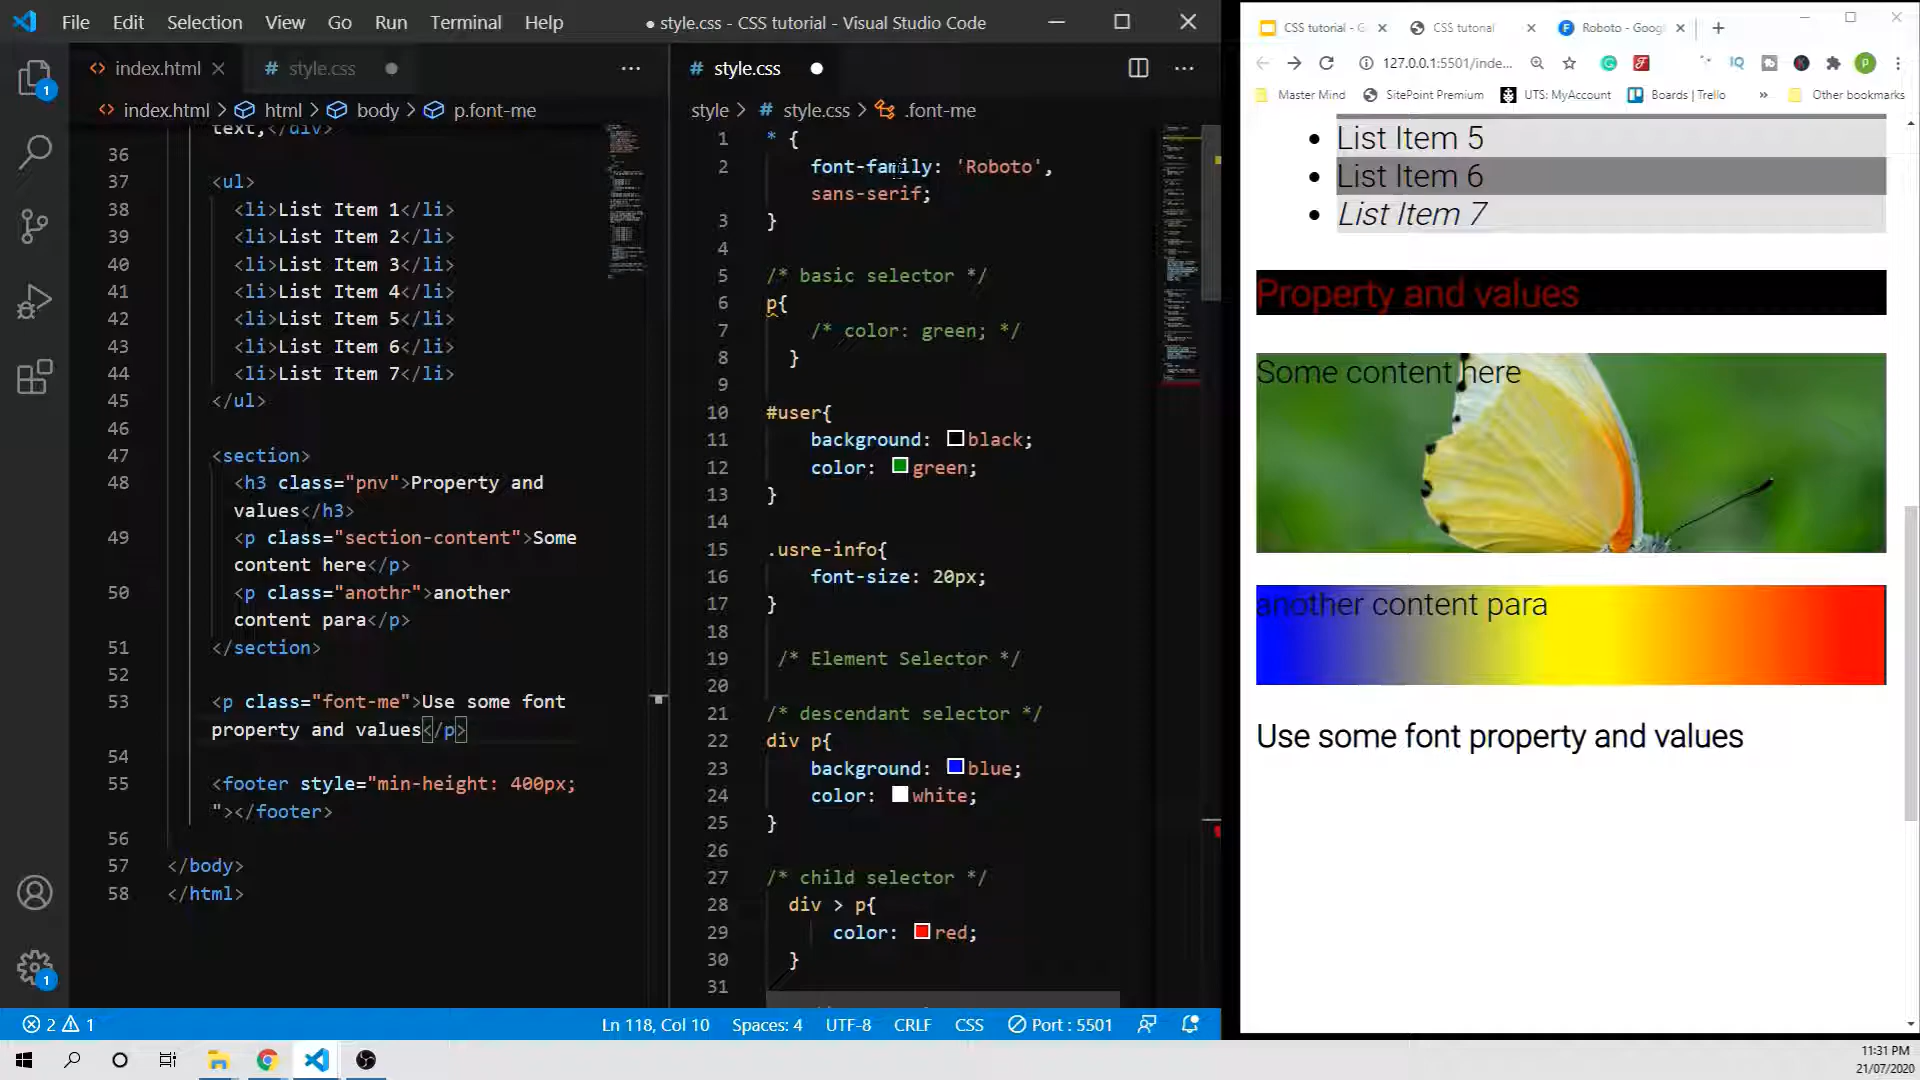 File Edit Selection View Go Run Terminal Help
● style.css - CSS tutorial - Visual Studio Code
index.html
# style.css
index.html > html > body > p.font-me
text,</div>
36
37 <ul>
38 <li>List Item 1</li>
39 <li>List Item 2</li>
40 <li>List Item 3</li>
41 <li>List Item 4</li>
42 <li>List Item 5</li>
43 <li>List Item 6</li>
44 <li>List Item 7</li>
45 </ul>
46
47 <section>
48 <h3 class="pnv">Property and
values</h3>
49 <p class="section-content">Some
content here</p>
50 <p class="anothr">another
content para</p>
51 </section>
52
53 <p class="font-me">Use some font
property and values</p>
54
55 <footer style="min-height: 400px;
"></footer>
56
57 </body>
58 </html>
# style.css
style > # style.css > .font-me
1 * {
2 font-family: 'Roboto',
sans-serif;
3 }
4
5 /* basic selector */
6 p{
7 /* color: green; */
8 }
9
10 #user{
11 background: black;
12 color: green;
13 }
14
15 .usre-info{
16 font-size: 20px;
17 }
18
19 /* Element Selector */
20
21 /* descendant selector */
22 div p{
23 background: blue;
24 color: white;
25 }
26
27 /* child selector */
28 div > p{
29 color: red;
30 }
31
1
1
2 1
Ln 118, Col 10 Spaces: 4 UTF-8 CRLF CSS Port : 5501
CSS tutorial - G
CSS tutorial
Roboto - Goog
127.0.0.1:5501/inde...
Master Mind SitePoint Premium UTS: MyAccount Boards | Trello » Other bookmarks
List Item 5
List Item 6
List Item 7
Property and values
Some content here
another content para
Use some font property and values
11:31 PM
21/07/2020